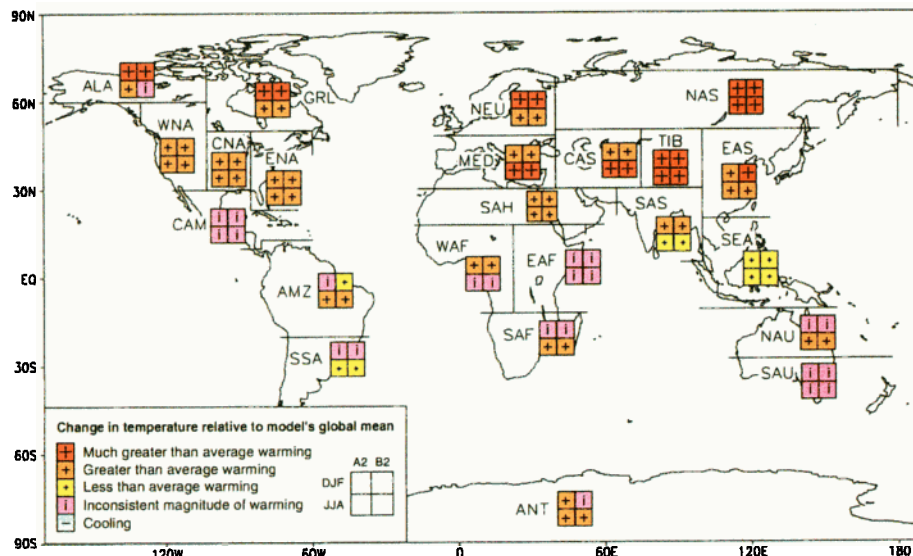 90N
60N
30N
EO
30S
60S
90S
120W
60W
0
60E
120E
180
ALA
GRL
WNA
CNA
ENA
CAM
AMZ
SSA
NEU
MED
SAH
WAF
EAF
SAF
NAS
CAS
TIB
EAS
SAS
SEA
NAU
SAU
ANT
+ +
+ i
+ +
+ +
+ +
+ +
+ +
+ +
+ +
+ +
i i
i i
i +
+ +
i i
+ +
+ +
+ +
+ +
+ +
+ +
+ +
+ +
i i
i i
i i
i i
+ +
+ +
+ +
+ +
+ +
+ +
+ +
+ +
+ +
+ +
+ +
+ +
+ +
i i
+ +
i i
i i
+ i
+ +
Change in temperature relative to model's global mean
+ Much greater than average warming
+ Greater than average warming
+ Less than average warming
i Inconsistent magnitude of warming
− Cooling
A2 B2
DJF
JJA